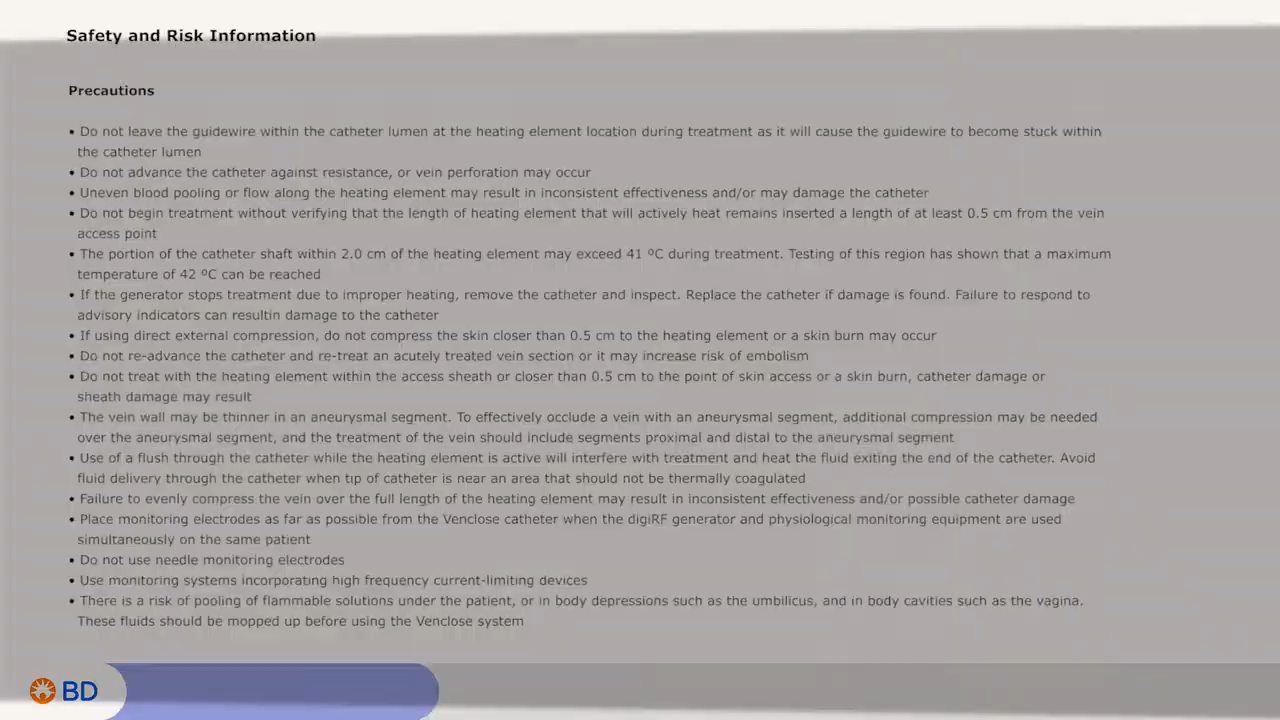 Safety and Risk Information
Precautions
• Do not leave the guidewire within the catheter lumen at the heating element location during treatment as it will cause the guidewire to become stuck within
the catheter lumen
• Do not advance the catheter against resistance, or vein perforation may occur
• Uneven blood pooling or flow along the heating element may result in inconsistent effectiveness and/or may damage the catheter
• Do not begin treatment without verifying that the length of heating element that will actively heat remains inserted a length of at least 0.5 cm from the vein
access point
• The portion of the catheter shaft within 2.0 cm of the heating element may exceed 41 ºC during treatment. Testing of this region has shown that a maximum
temperature of 42 ºC can be reached
• If the generator stops treatment due to improper heating, remove the catheter and inspect. Replace the catheter if damage is found. Failure to respond to
advisory indicators can resultin damage to the catheter
• If using direct external compression, do not compress the skin closer than 0.5 cm to the heating element or a skin burn may occur
• Do not re-advance the catheter and re-treat an acutely treated vein section or it may increase risk of embolism
• Do not treat with the heating element within the access sheath or closer than 0.5 cm to the point of skin access or a skin burn, catheter damage or
sheath damage may result
• The vein wall may be thinner in an aneurysmal segment. To effectively occlude a vein with an aneurysmal segment, additional compression may be needed
over the aneurysmal segment, and the treatment of the vein should include segments proximal and distal to the aneurysmal segment
• Use of a flush through the catheter while the heating element is active will interfere with treatment and heat the fluid exiting the end of the catheter. Avoid
fluid delivery through the catheter when tip of catheter is near an area that should not be thermally coagulated
• Failure to evenly compress the vein over the full length of the heating element may result in inconsistent effectiveness and/or possible catheter damage
• Place monitoring electrodes as far as possible from the Venclose catheter when the digiRF generator and physiological monitoring equipment are used
simultaneously on the same patient
• Do not use needle monitoring electrodes
• Use monitoring systems incorporating high frequency current-limiting devices
• There is a risk of pooling of flammable solutions under the patient, or in body depressions such as the umbilicus, and in body cavities such as the vagina.
These fluids should be mopped up before using the Venclose system
BD